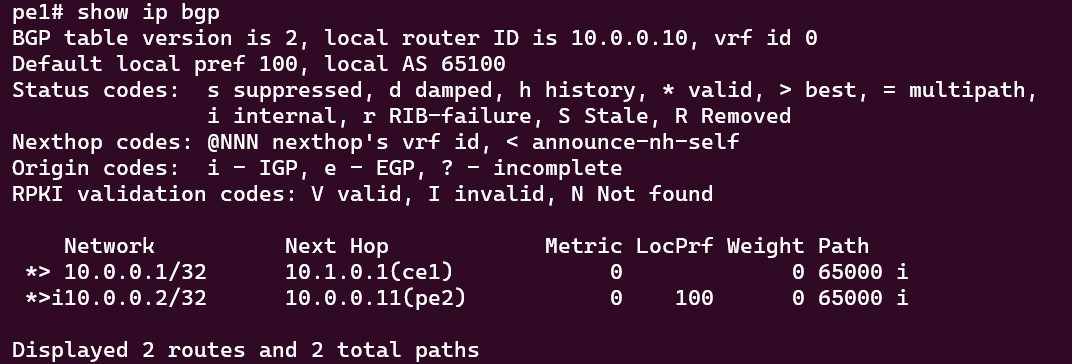 pe1# show ip bgp
BGP table version is 2, local router ID is 10.0.0.10, vrf id 0
Default local pref 100, local AS 65100
Status codes:  s suppressed, d damped, h history, * valid, > best, = multipath,
               i internal, r RIB-failure, S Stale, R Removed
Nexthop codes: @NNN nexthop's vrf id, < announce-nh-self
Origin codes:  i - IGP, e - EGP, ? - incomplete
RPKI validation codes: V valid, I invalid, N Not found

    Network          Next Hop            Metric LocPrf Weight Path
 *> 10.0.0.1/32      10.1.0.1(ce1)            0             0 65000 i
 *>i10.0.0.2/32      10.0.0.11(pe2)           0    100      0 65000 i

Displayed 2 routes and 2 total paths